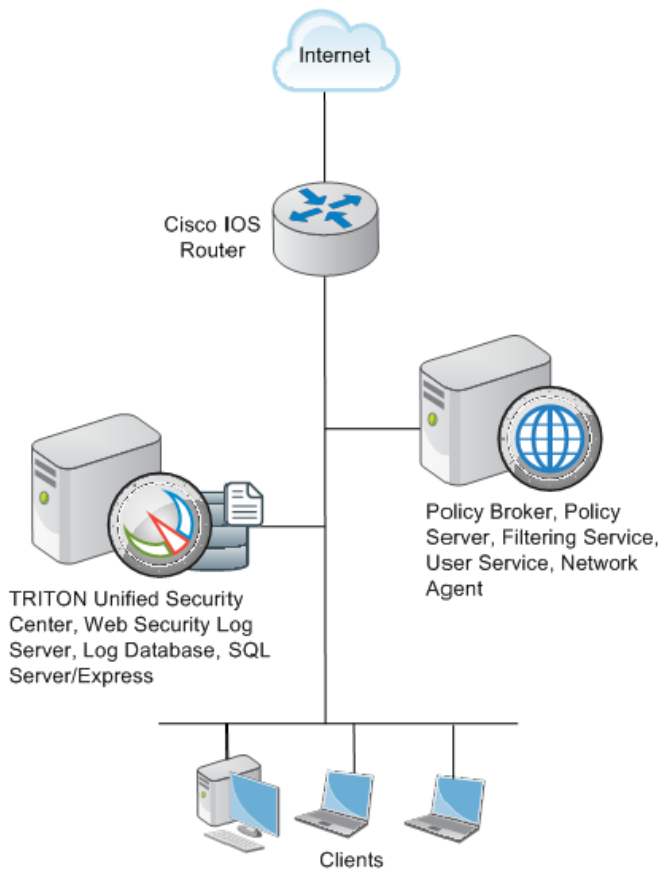 Internet
Cisco IOS
Router
Policy Broker, Policy
Server, Filtering Service,
User Service, Network
Agent
TRITON Unified Security
Center, Web Security Log
Server, Log Database, SQL
Server/Express
Clients